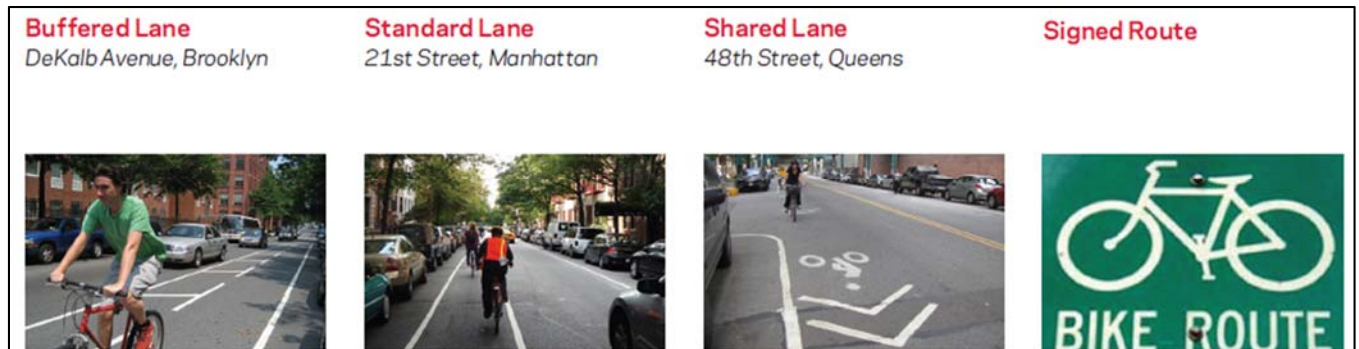 Buffered Lane
DeKalb Avenue, Brooklyn
Standard Lane
21st Street, Manhattan
Shared Lane
48th Street, Queens
Signed Route
BIKE ROUTE